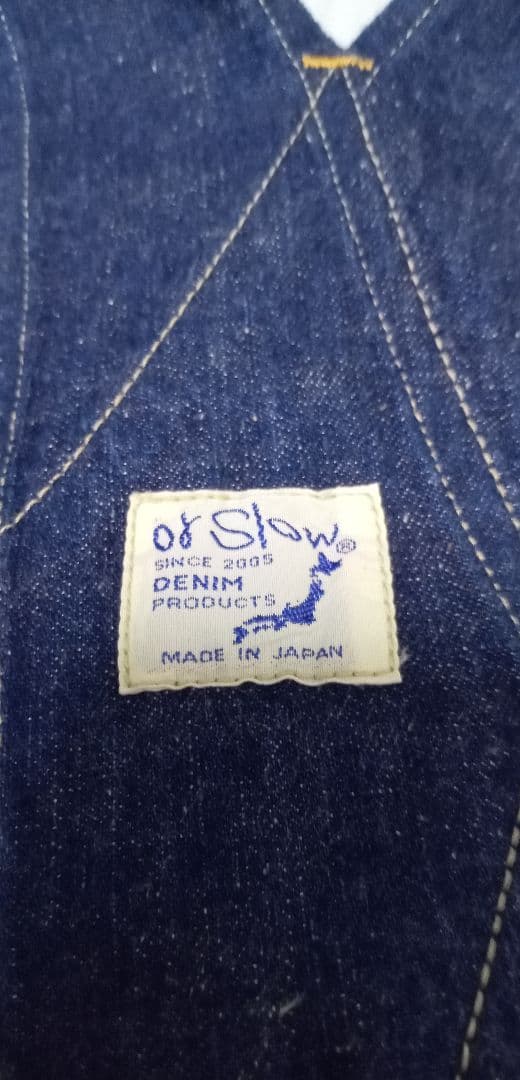 or Slow®
SINCE 2005
DENIM
PRODUCTS
MADE IN JAPAN